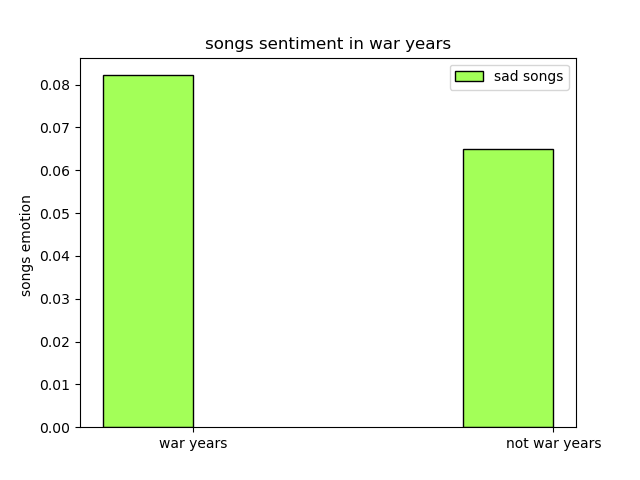 songs sentiment in war years
sad songs
songs emotion
0.08
0.07
0.06
0.05
0.04
0.03
0.02
0.01
0.00
war years
not war years